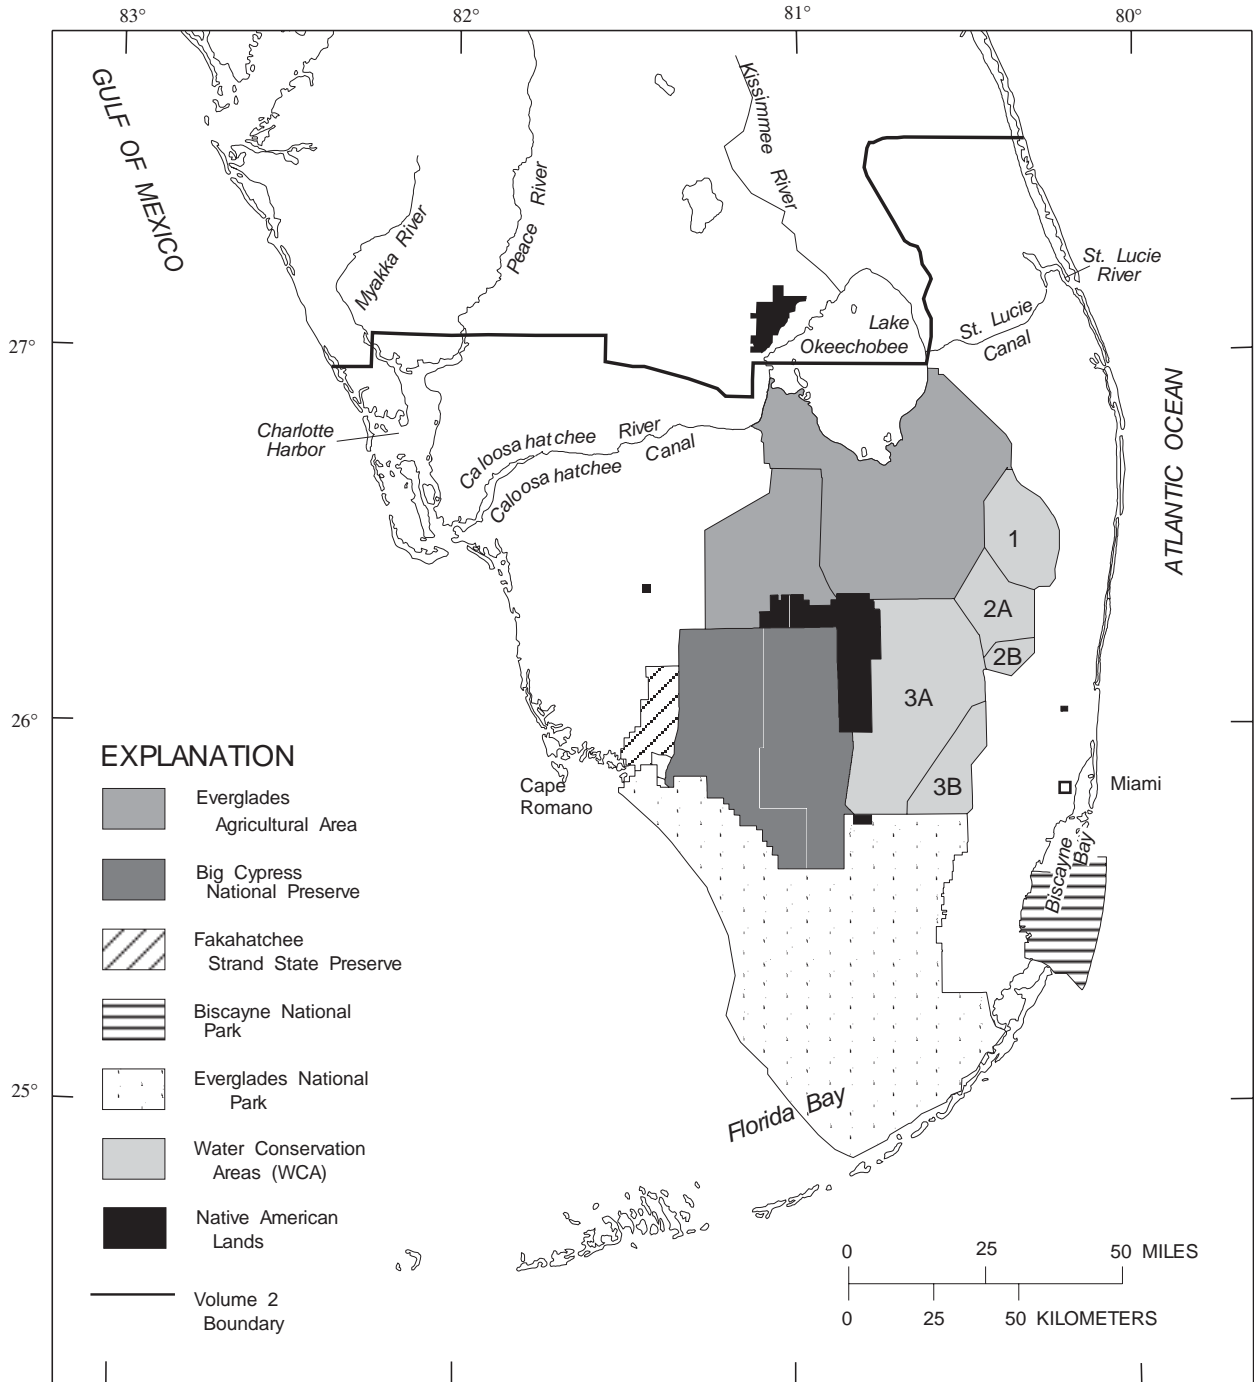 83°
82°
81°
80°
GULF OF MEXICO
Kissimmee River
Peace River
Myakka River
St. Lucie
River
St. Lucie
Canal
Lake
Okeechobee
27°
27°
ATLANTIC OCEAN
Charlotte
Harbor
Caloosahatchee River
Caloosahatchee Canal
1
2A
2B
3A
3B
26°
Cape
Romano
Miami
Biscayne
Bay
EXPLANATION
Everglades
Agricultural Area
Big Cypress
National Preserve
Fakahatchee
Strand State Preserve
Biscayne National
Park
Everglades National
Park
Water Conservation
Areas (WCA)
Native American
Lands
Volume 2
Boundary
25°
Florida Bay
0 25 50 MILES
0 25 50 KILOMETERS